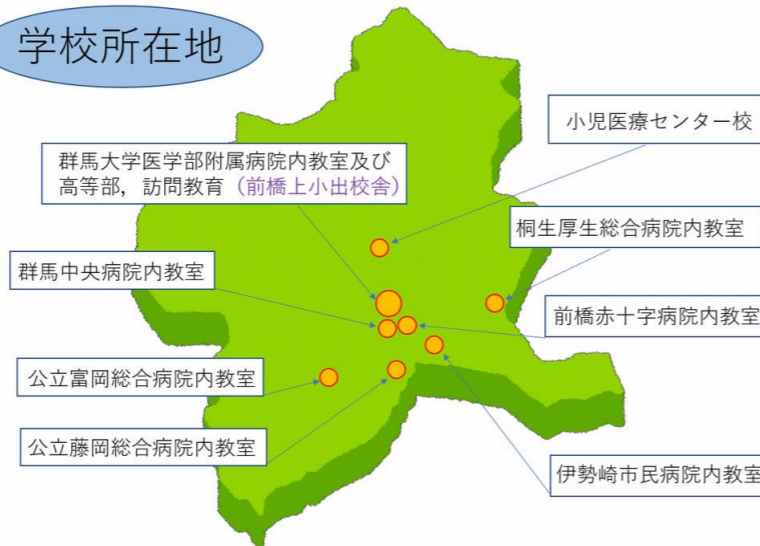 学校所在地
小児医療センター校
群馬大学医学部附属病院内教室及び
高等部，訪問教育（前橋上小出校舎）
桐生厚生総合病院内教室
群馬中央病院内教室
前橋赤十字病院内教室
公立富岡総合病院内教室
公立藤岡総合病院内教室
伊勢崎市民病院内教室